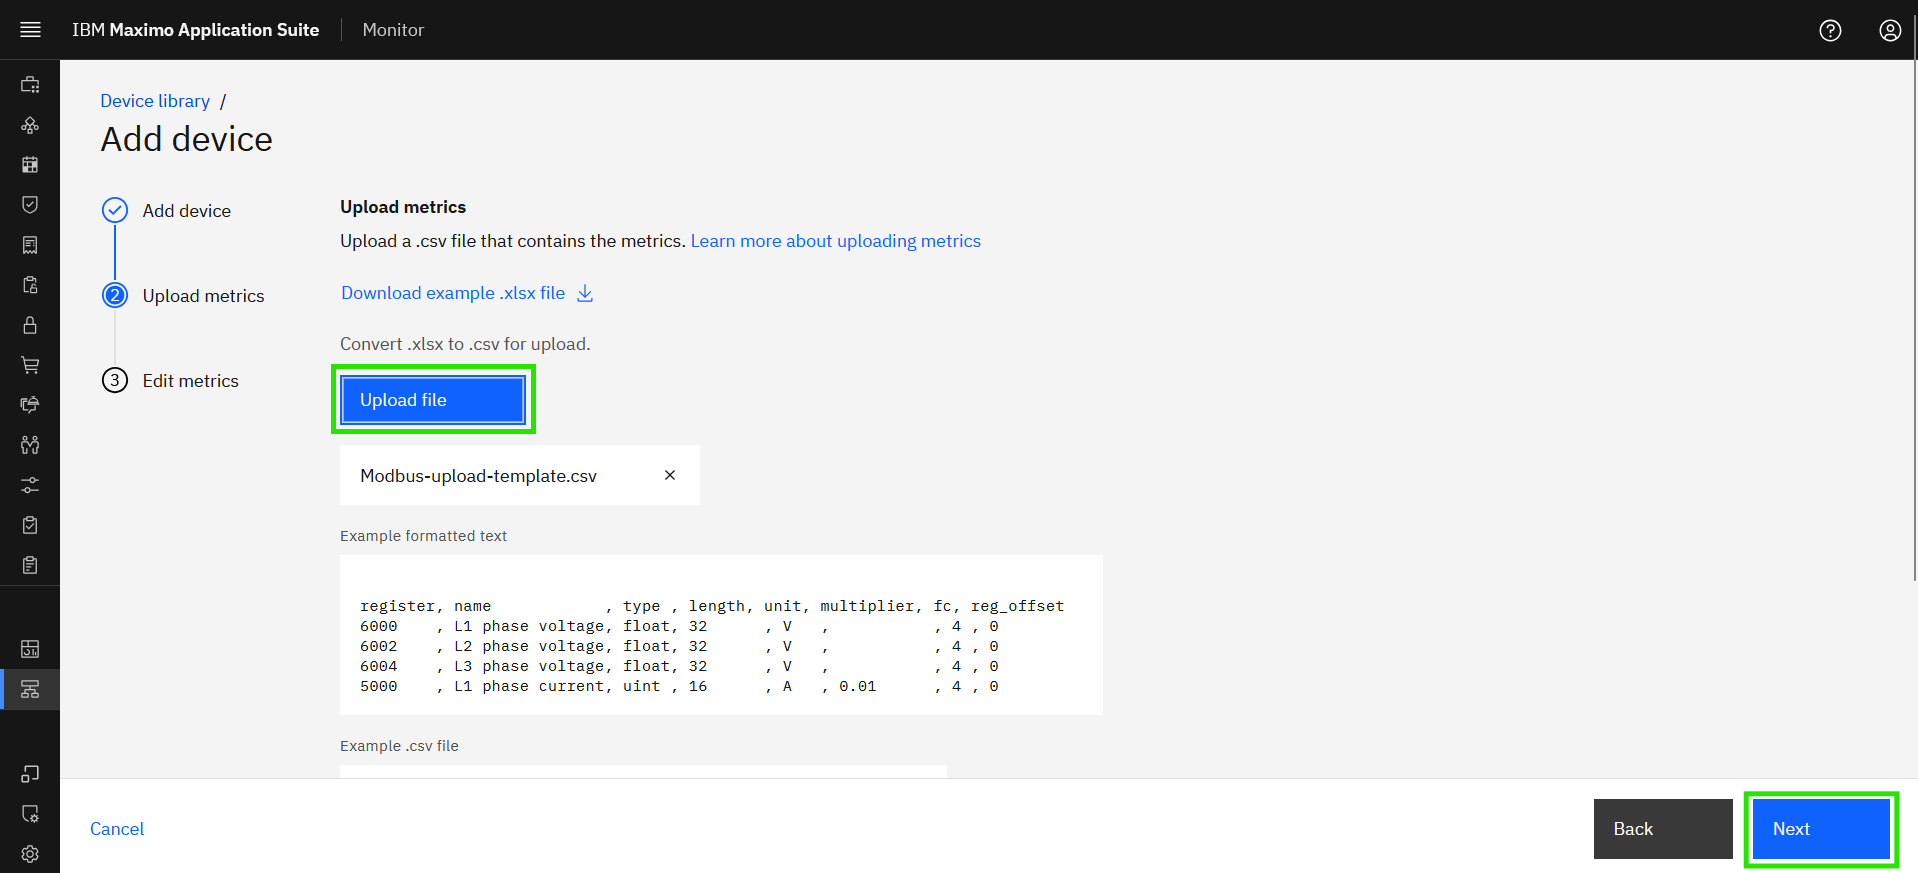 IBM Maximo Application Suite
Monitor
Device library /
Add device
Add device
2 Upload metrics
3 Edit metrics
Upload metrics
Upload a .csv file that contains the metrics. Learn more about uploading metrics
Download example .xlsx file
Convert .xlsx to .csv for upload.
Upload file
Modbus-upload-template.csv
Example formatted text
register, name            , type , length, unit, multiplier, fc, reg_offset
6000    , L1 phase voltage, float, 32      , V   ,           , 4 , 0
6002    , L2 phase voltage, float, 32      , V   ,           , 4 , 0
6004    , L3 phase voltage, float, 32      , V   ,           , 4 , 0
5000    , L1 phase current, uint , 16      , A   , 0.01      , 4 , 0
Example .csv file
Cancel
Back
Next